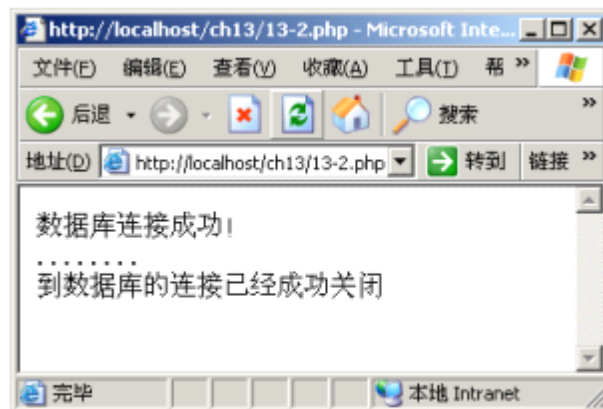 http://localhost/ch13/13-2.php - Microsoft Inte...
文件(F) 编辑(E) 查看(V) 收藏(A) 工具(T) 帮 »
后退 搜索 »
地址(D) http://localhost/ch13/13-2.php 转到 链接 »
数据库连接成功!
........
到数据库的连接已经成功关闭
完毕 本地 Intranet